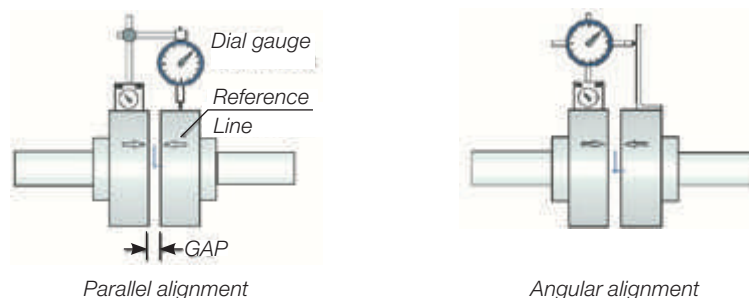 Dial gauge
Reference
Line
GAP
Parallel alignment
Angular alignment